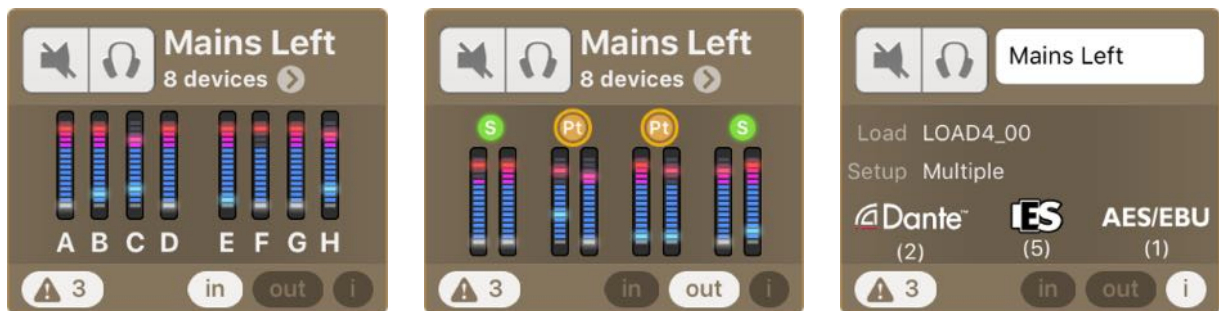 Mains Left
8 devices
A B C D E F G H
3 in out i
Mains Left
8 devices
S Pt Pt S
3 in out i
Mains Left
Load LOAD4_00
Setup Multiple
Dante™ ES AES/EBU
(2) (5) (1)
3 in out i